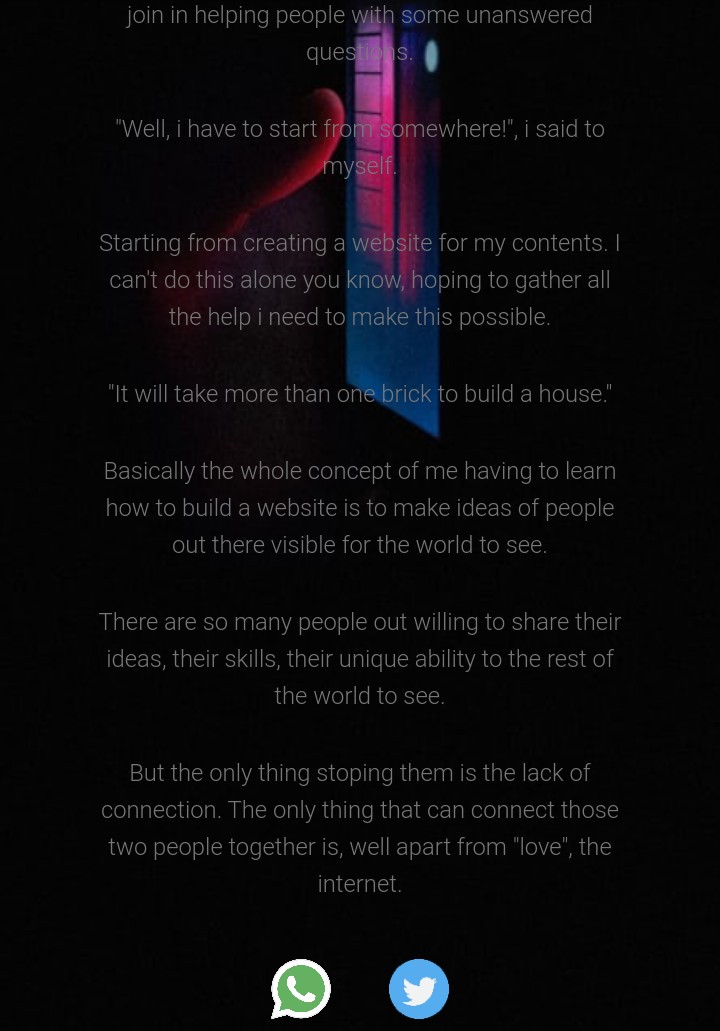 join in helping people with some unanswered
questions.
"Well, i have to start from somewhere!", i said to
myself.
Starting from creating a website for my contents. I
can't do this alone you know, hoping to gather all
the help i need to make this possible.
"It will take more than one brick to build a house."
Basically the whole concept of me having to learn
how to build a website is to make ideas of people
out there visible for the world to see.
There are so many people out willing to share their
ideas, their skills, their unique ability to the rest of
the world to see.
But the only thing stoping them is the lack of
connection. The only thing that can connect those
two people together is, well apart from "love", the
internet.